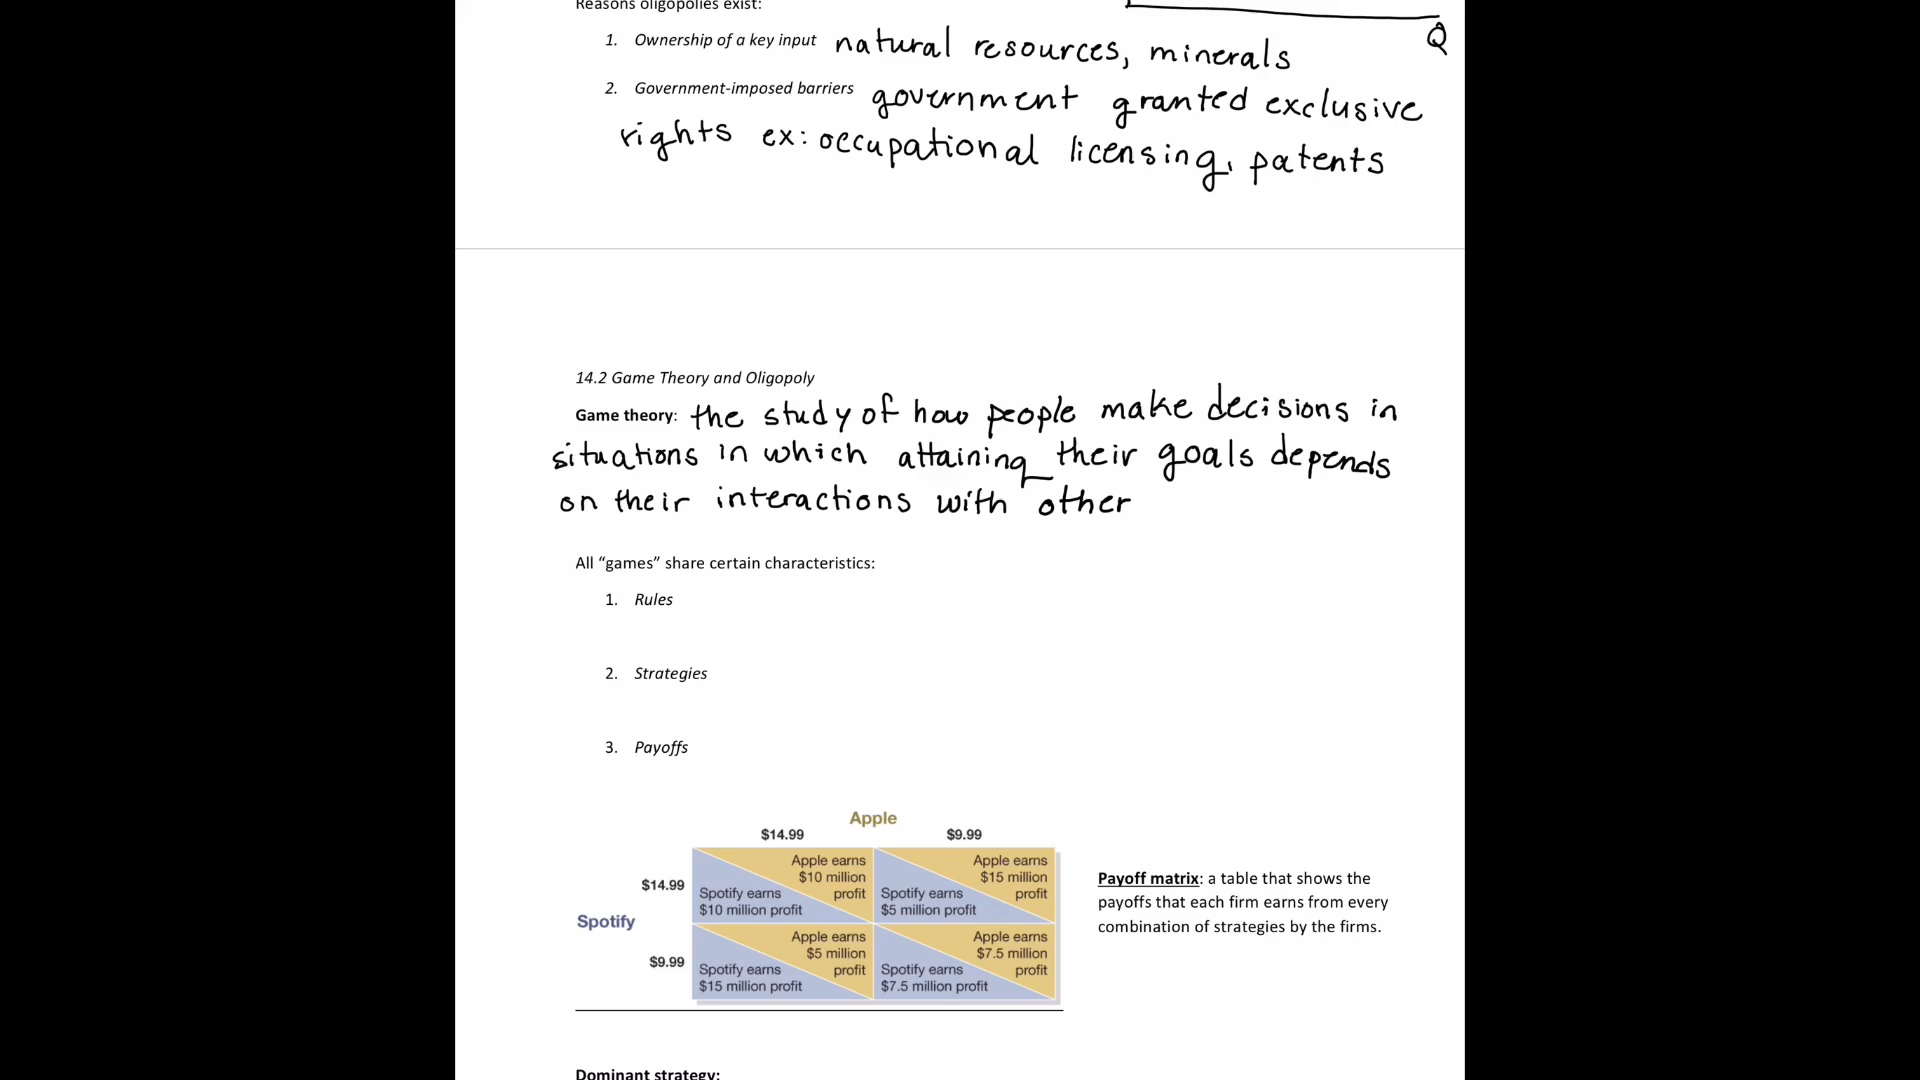 Reasons oligopolies exist:
Q
1. Ownership of a key input natural resources, minerals
2. Government-imposed barriers government granted exclusive
rights ex: occupational licensing, patents
14.2 Game Theory and Oligopoly
Game theory: the study of how people make decisions in
situations in which attaining their goals depends
on their interactions with other
All “games” share certain characteristics:
1. Rules
2. Strategies
3. Payoffs
Apple
$14.99 $9.99
Spotify
$14.99
Apple earns
$10 million
profit
Spotify earns
$10 million profit
Apple earns
$15 million
profit
Spotify earns
$5 million profit
$9.99
Apple earns
$5 million
profit
Spotify earns
$15 million profit
Apple earns
$7.5 million
profit
Spotify earns
$7.5 million profit
Payoff matrix: a table that shows the
payoffs that each firm earns from every
combination of strategies by the firms.
Dominant strategy: